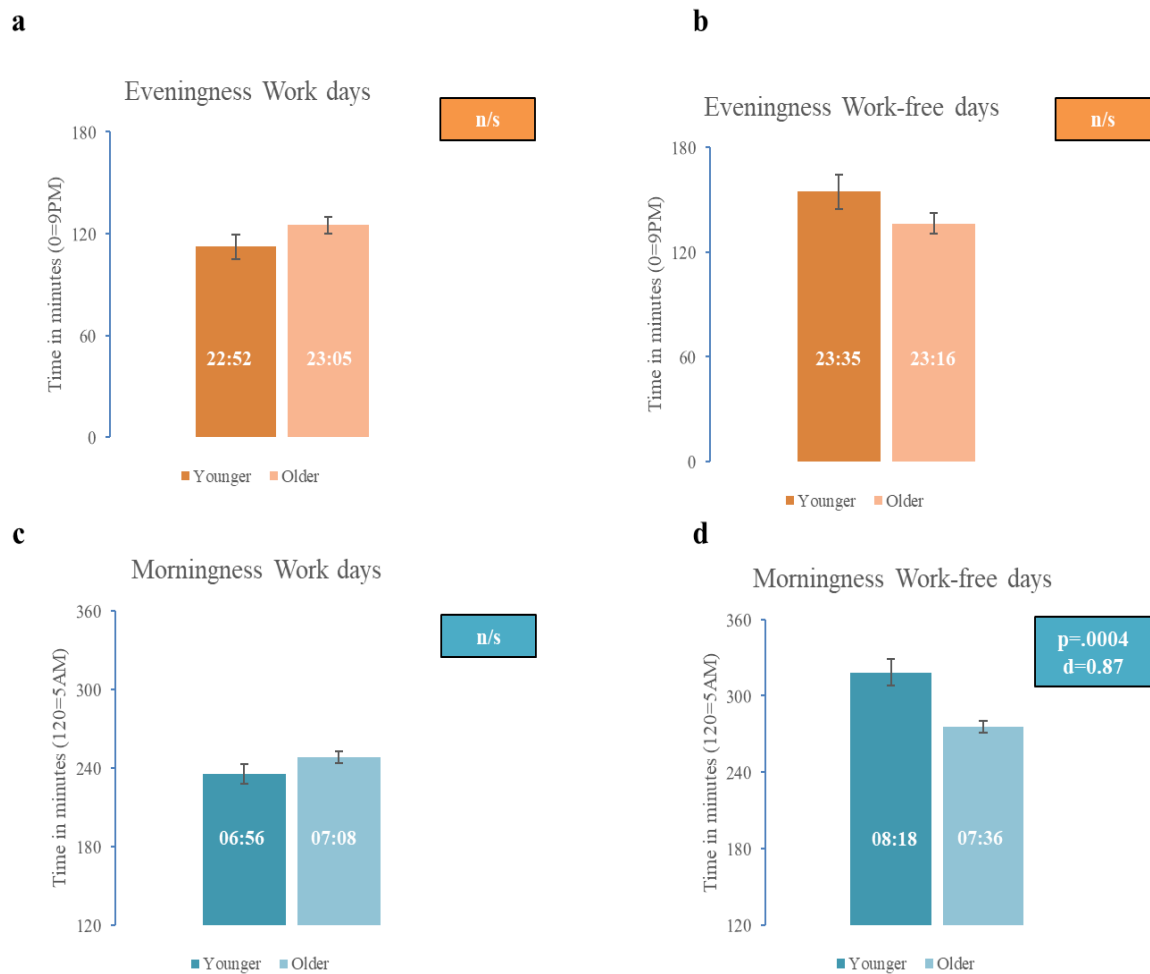 a
Eveningness Work days
n/s
Time in minutes (0=9PM)
180
120
60
0
22:52
23:05
Younger
Older
b
Eveningness Work-free days
n/s
Time in minutes (0=9PM)
180
120
60
0
23:35
23:16
Younger
Older
c
Morningness Work days
n/s
Time in minutes (120=5AM)
360
300
240
180
120
06:56
07:08
Younger
Older
d
Morningness Work-free days
p=.0004
d=0.87
Time in minutes (120=5AM)
360
300
240
180
120
08:18
07:36
Younger
Older